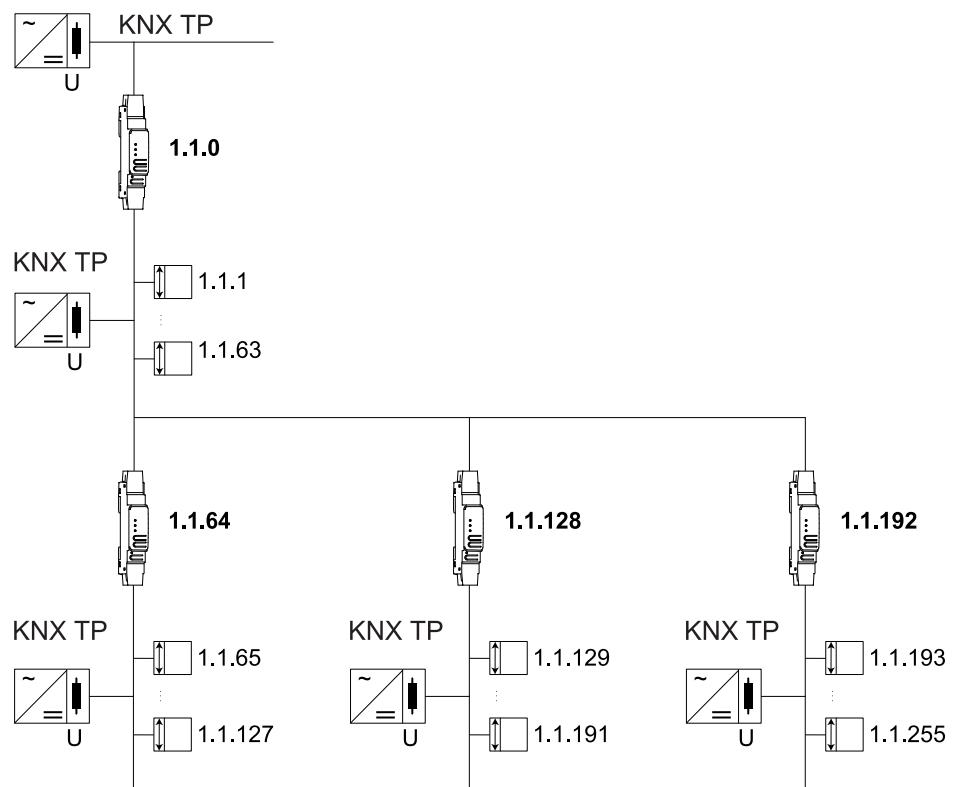 KNX TP
U
1.1.0
KNX TP
1.1.1
U
1.1.63
1.1.64
1.1.128
1.1.192
KNX TP
KNX TP
KNX TP
1.1.65
1.1.129
1.1.193
U
1.1.127
U
1.1.191
U
1.1.255